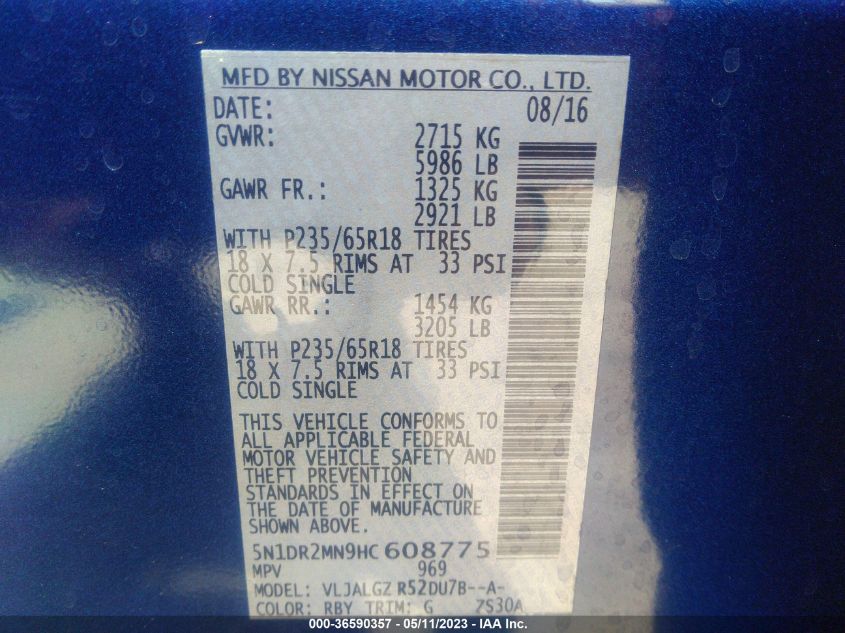 MFD BY NISSAN MOTOR CO., LTD.
DATE: 08/16
GVWR: 2715 KG
5986 LB
GAWR FR.: 1325 KG
2921 LB
WITH P235/65R18 TIRES
18 X 7.5 RIMS AT 33 PSI
COLD SINGLE
GAWR RR.: 1454 KG
3205 LB
WITH P235/65R18 TIRES
18 X 7.5 RIMS AT 33 PSI
COLD SINGLE
THIS VEHICLE CONFORMS TO
ALL APPLICABLE FEDERAL
MOTOR VEHICLE SAFETY AND
THEFT PREVENTION
STANDARDS IN EFFECT ON
THE DATE OF MANUFACTURE
SHOWN ABOVE.
5N1DR2MN9HC 608775
MPV 969
MODEL: VLJALGZ R52DU7B--A-
COLOR: RBY TRIM: G 7S30A
000-36590357 - 05/11/2023 - IAA Inc.